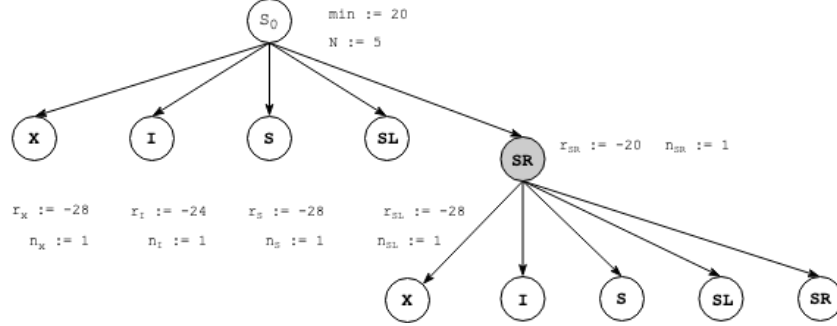 S0 min := 20
N := 5
X I S SL SR rSR := -20 nSR := 1
rX := -28 rI := -24 rS := -28 rSL := -28
nX := 1 nI := 1 nS := 1 nSL := 1
X I S SL SR